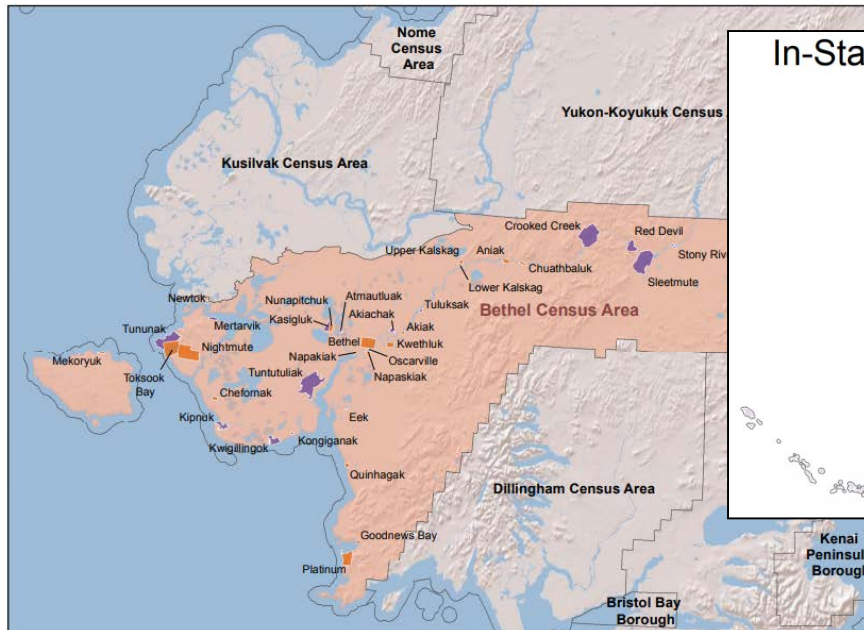 Nome
Census
Area
In-Sta
Yukon-Koyukuk Census
Kusilvak Census Area
Crooked Creek
Red Devil
Upper Kalskag
Aniak
Stony Rive
Chuathbaluk
Lower Kalskag
Sleetmute
Newtok
Nunapitchuk
Atmautluak
Tuluksak
Bethel Census Area
Mertarvik
Kasigluk
Akiachak
Akiak
Tununak
Bethel
Kwethluk
Nightmute
Mekoryuk
Napakiak
Oscarville
Toksook
Bay
Tuntutuliak
Napaskiak
Chefornak
Kipnuk
Eek
Kwigillingok
Kongiganak
Quinhagak
Dillingham Census Area
Goodnews Bay
Platinum
Kenai
Peninsul
Borough
Bristol Bay
Borough